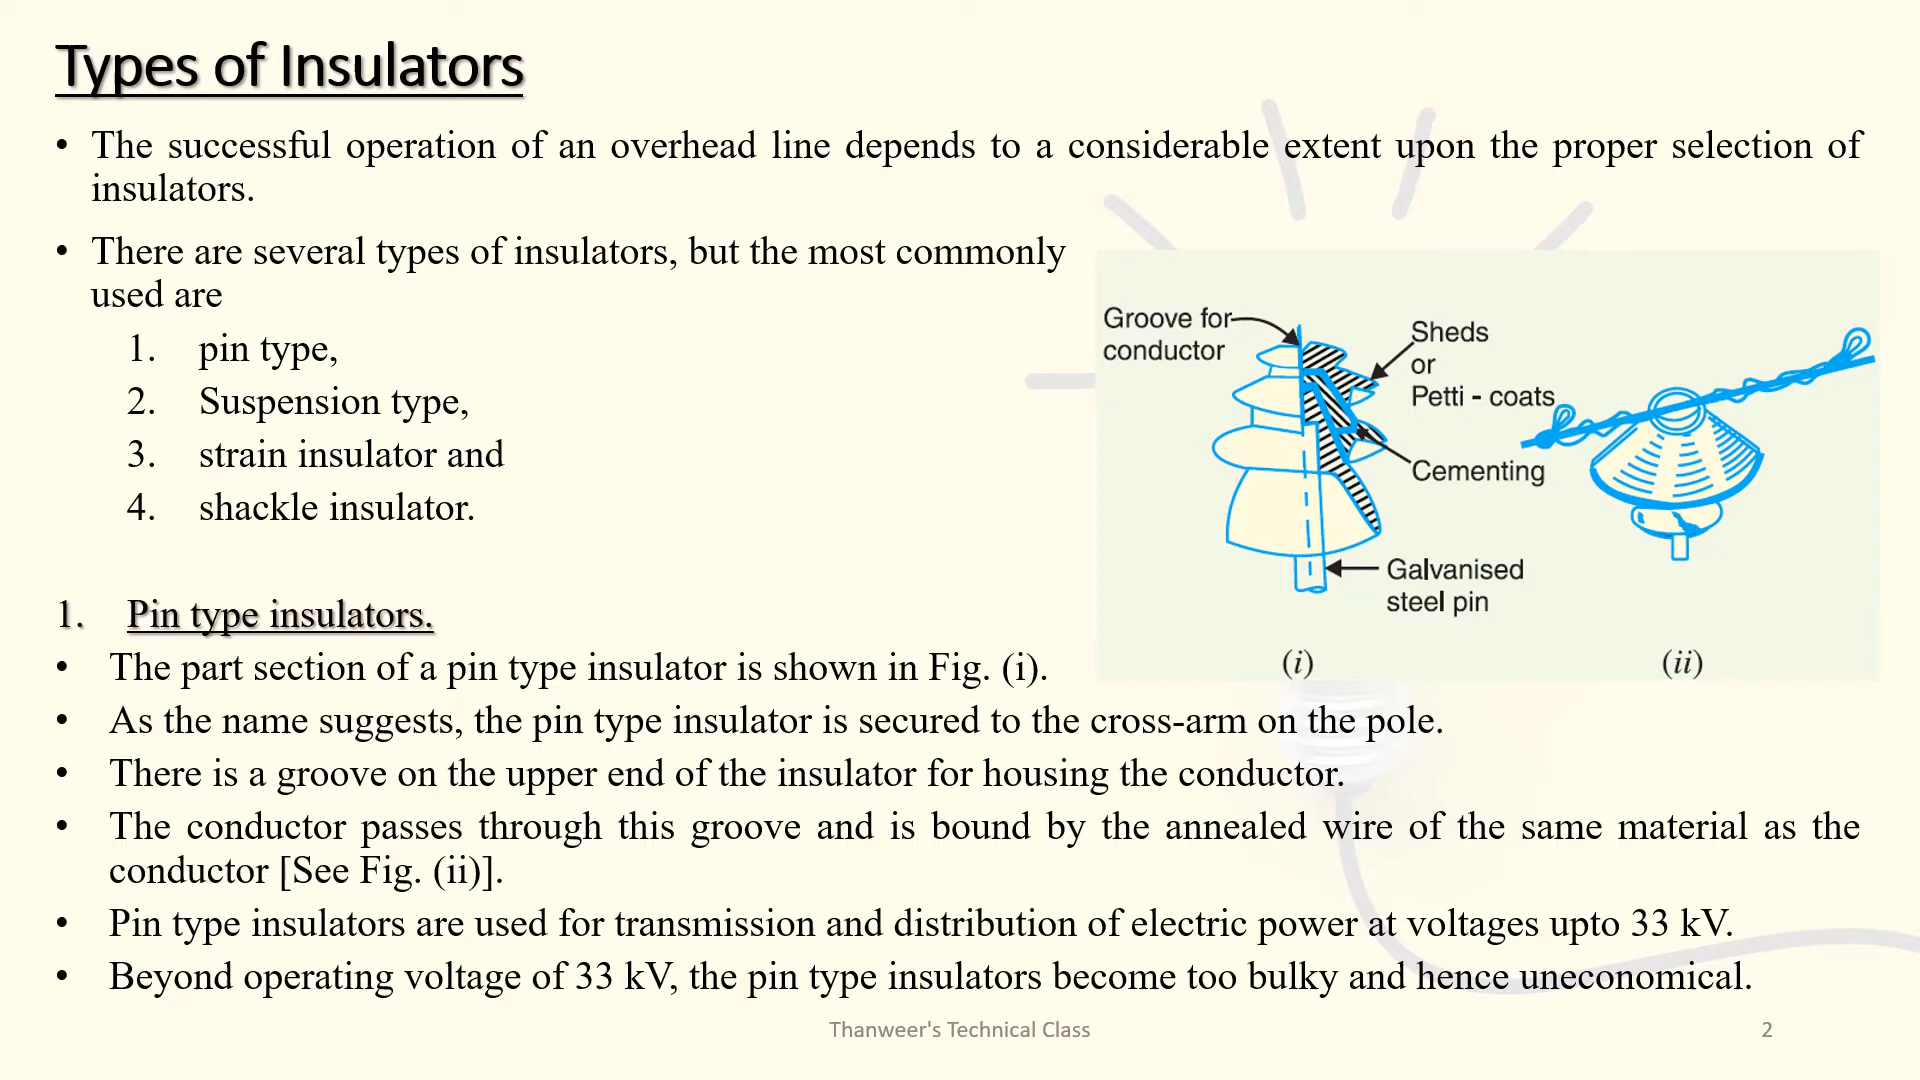 Types of Insulators
• The successful operation of an overhead line depends to a considerable extent upon the proper selection of
insulators.
• There are several types of insulators, but the most commonly
used are
1. pin type,
2. Suspension type,
3. strain insulator and
4. shackle insulator.
Groove for
conductor
Sheds
or
Petti - coats
Cementing
Galvanised
steel pin
(i)
(ii)
1. Pin type insulators.
• The part section of a pin type insulator is shown in Fig. (i).
• As the name suggests, the pin type insulator is secured to the cross-arm on the pole.
• There is a groove on the upper end of the insulator for housing the conductor.
• The conductor passes through this groove and is bound by the annealed wire of the same material as the
conductor [See Fig. (ii)].
• Pin type insulators are used for transmission and distribution of electric power at voltages upto 33 kV.
• Beyond operating voltage of 33 kV, the pin type insulators become too bulky and hence uneconomical.
Thanweer's Technical Class
2